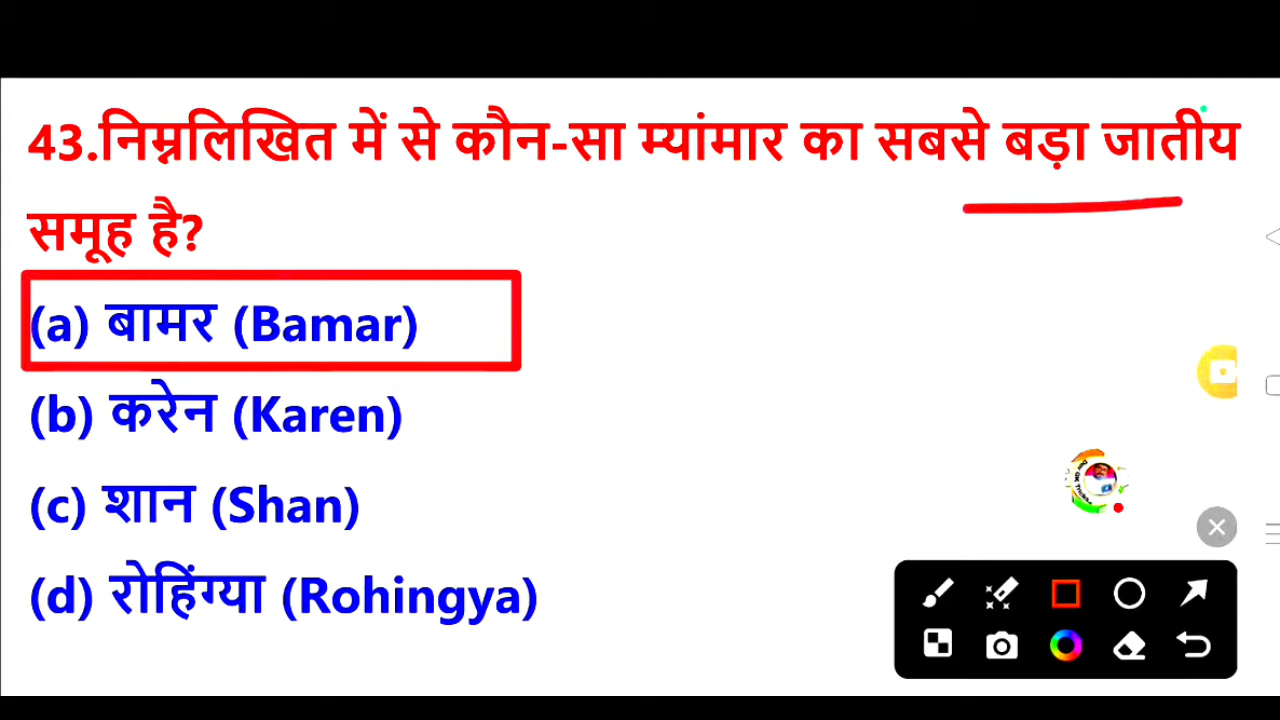 43.निम्नलिखित में से कौन-सा म्यांमार का सबसे बड़ा जातीय
समूह है?
(a) बामर (Bamar)
(b) करेन (Karen)
(c) शान (Shan)
(d) रोहिंग्या (Rohingya)